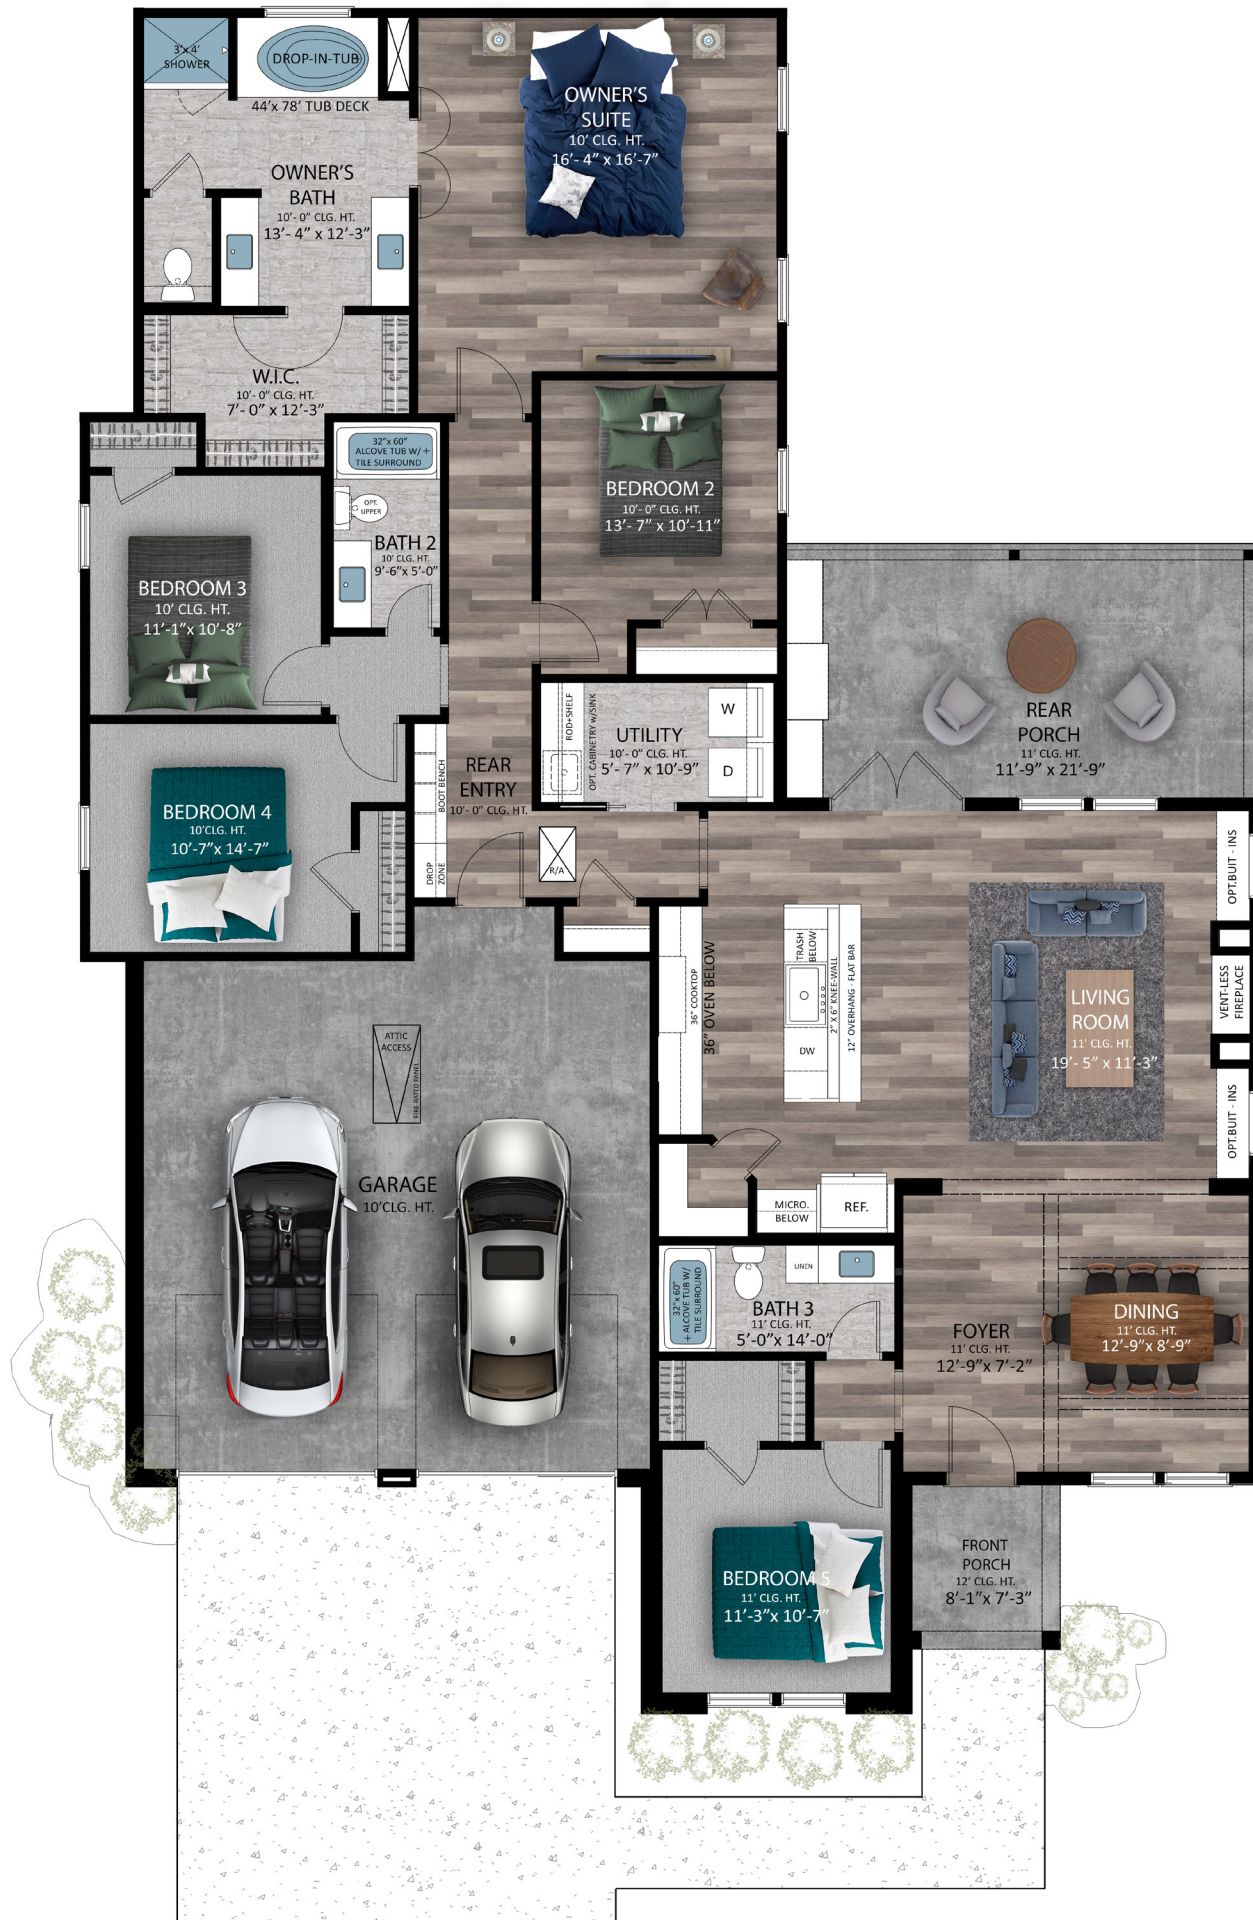 3'x 4'
SHOWER
DROP-IN-TUB
44'x 78' TUB DECK
OWNER'S
SUITE
10' CLG. HT.
16'- 4" x 16'-7"
OWNER'S
BATH
10'- 0" CLG. HT.
13'- 4" x 12'-3"
W.I.C.
10'- 0" CLG. HT.
7'- 0" x 12'-3"
32"x 60"
ALCOVE TUB W/ +
TILE SURROUND
OPT.
UPPER
BATH 2
10' CLG. HT.
9'-6"x 5'-0"
BEDROOM 2
10'- 0" CLG. HT.
13'- 7" x 10'-11"
BEDROOM 3
10' CLG. HT.
11'-1"x 10'-8"
BEDROOM 4
10'CLG. HT.
10'-7"x 14'-7"
BOOT BENCH
DROP
ZONE
REAR
ENTRY
10'- 0" CLG. HT.
ROD+SHELF
OPT. CABINETRY w/SINK
UTILITY
10'- 0" CLG. HT.
5'- 7" x 10'-9"
W
D
R/A
REAR
PORCH
11' CLG. HT.
11'-9" x 21'-9"
36" COOKTOP
36" OVEN BELOW
TRASH
BELOW
DW
2" X 6" KNEE-WALL
12" OVERHANG - FLAT BAR
LIVING
ROOM
11' CLG. HT.
19'- 5" x 11'-3"
OPT.BUIT - INS
VENT-LESS
FIREPLACE
OPT.BUIT - INS
ATTIC
ACCESS
FIRE RATED PANEL
GARAGE
10'CLG. HT.
MICRO.
BELOW
REF.
32"x 60"
+ ALCOVE TUB W/
TILE SURROUND
LINEN
BATH 3
11' CLG. HT.
5'-0"x 14'-0"
FOYER
11' CLG. HT.
12'-9"x 7'-2"
DINING
11' CLG. HT.
12'-9"x 8'-9"
BEDROOM 5
11' CLG. HT.
11'-3"x 10'-7"
FRONT
PORCH
12' CLG. HT.
8'-1"x 7'-3"